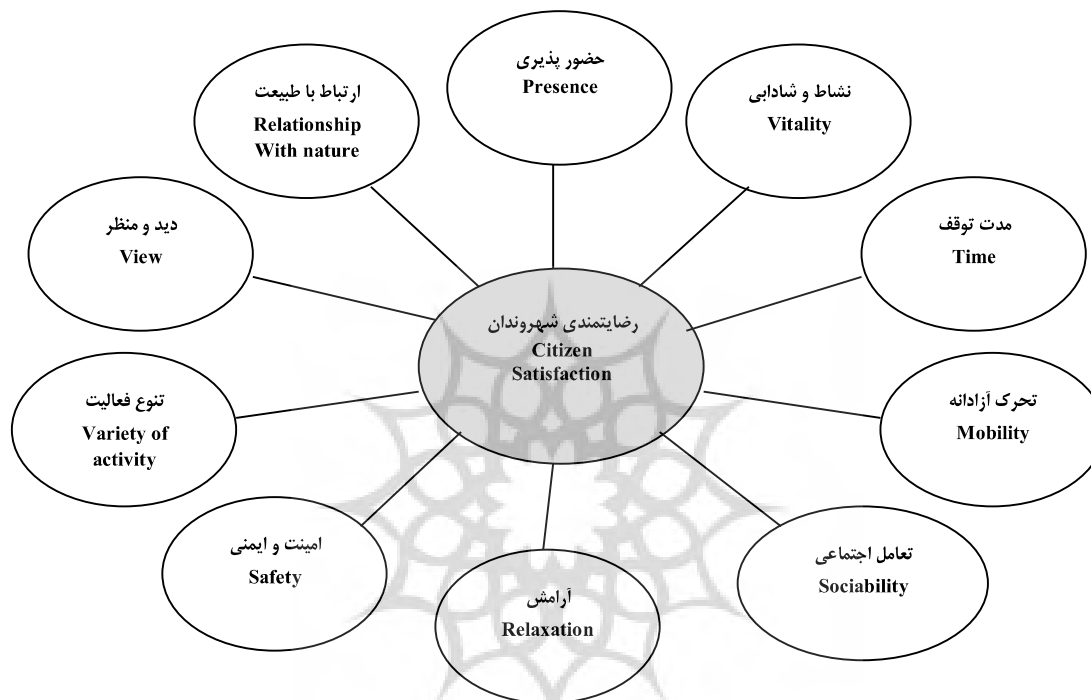 حضور پذیری
Presence
نشاط و شادابی
Vitality
ارتباط با طبیعت
Relationship
With nature
مدت توقف
Time
دید و منظر
View
رضایتمندی شهروندان
Citizen
Satisfaction
تحرک آزادانه
Mobility
تنوع فعالیت
Variety of
activity
تعامل اجتماعی
Sociability
امینت و ایمنی
Safety
آرامش
Relaxation